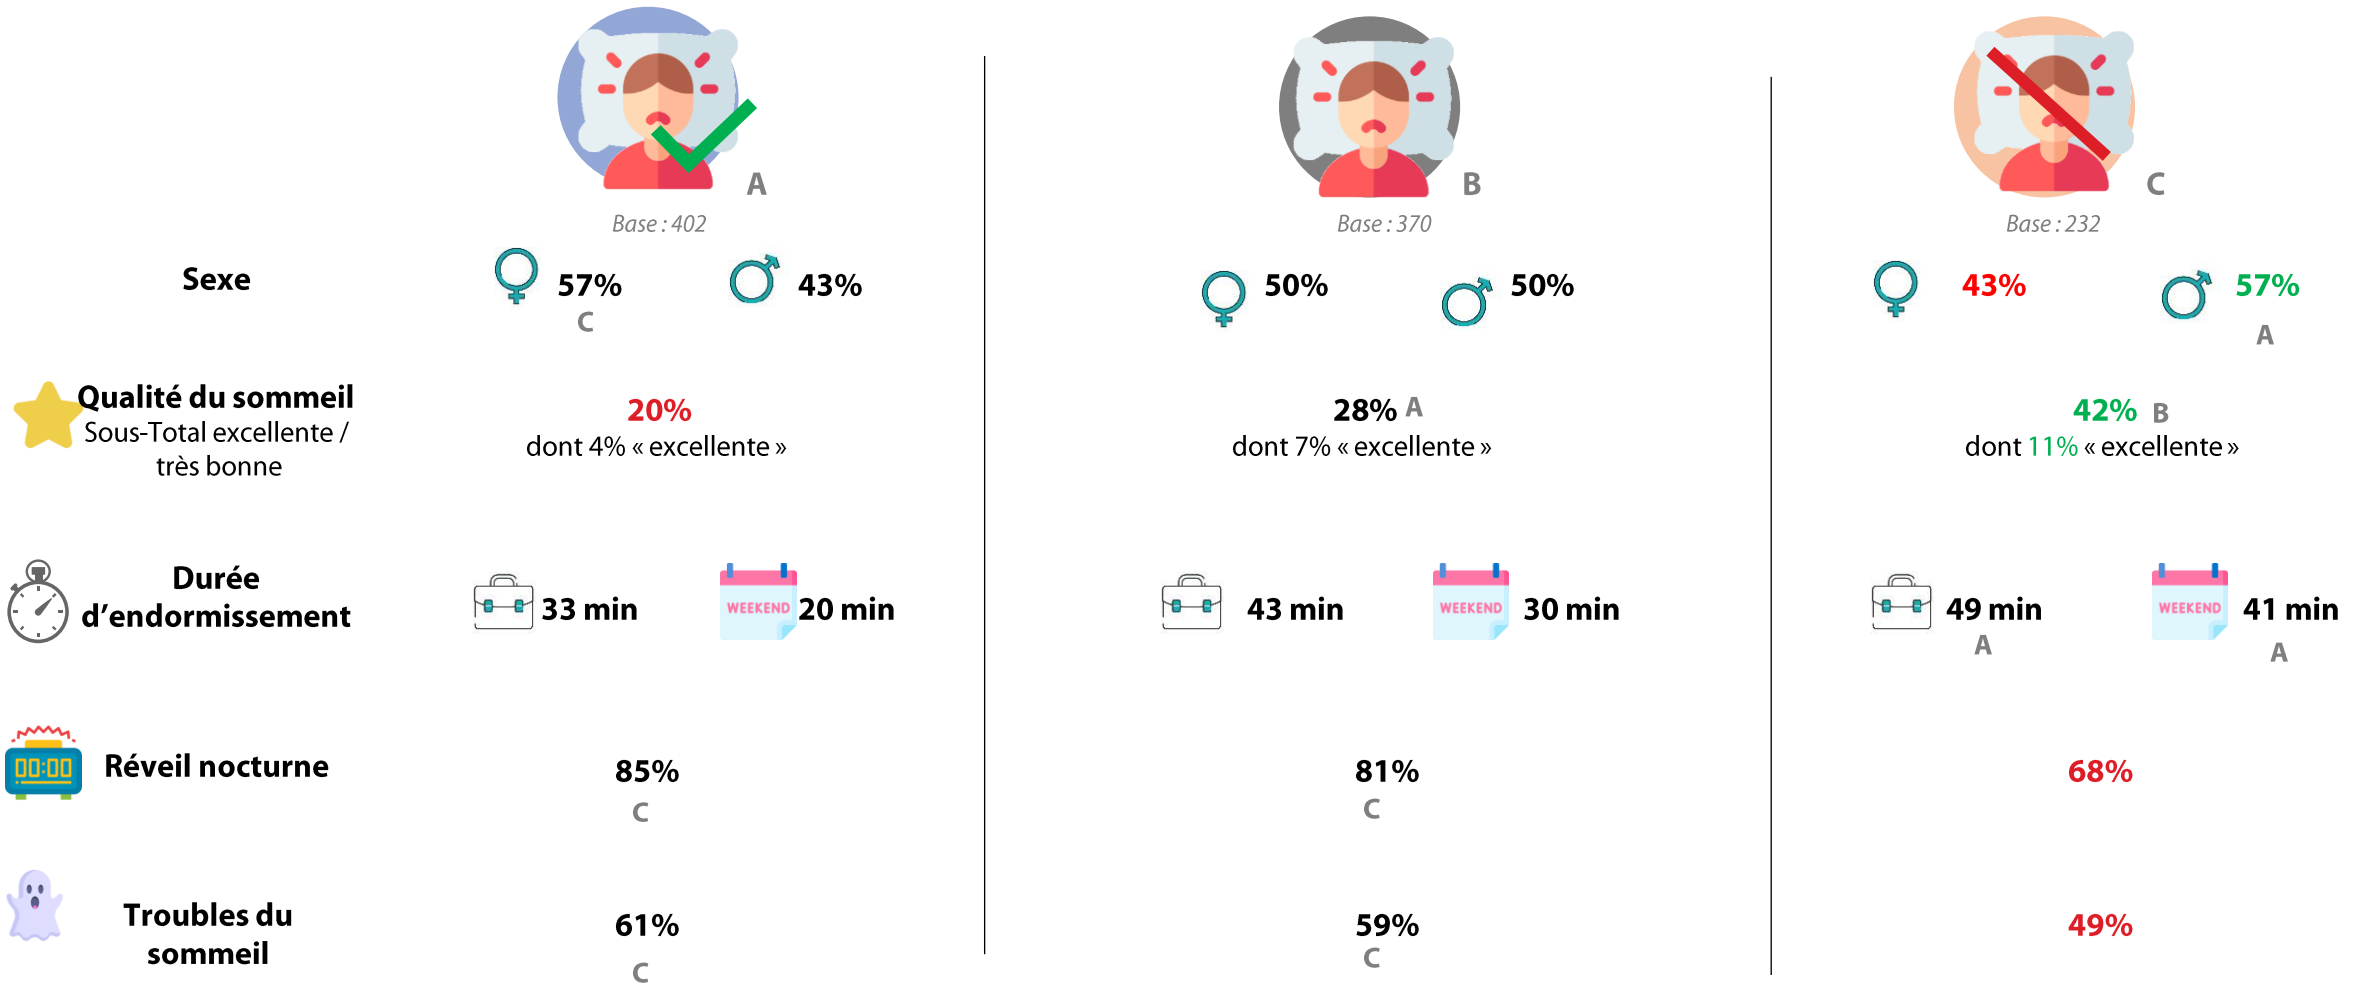 A
B
C
Base : 402
Base : 370
Base : 232
Sexe
57%
C
43%
50%
50%
43%
57%
A
Qualité du sommeil
Sous-Total excellente /
très bonne
20%
dont 4% « excellente »
28% A
dont 7% « excellente »
42% B
dont 11% « excellente »
Durée
d’endormissement
33 min
WEEKEND
20 min
43 min
WEEKEND
30 min
49 min
A
WEEKEND
41 min
A
00:00
Réveil nocturne
85%
C
81%
C
68%
Troubles du
sommeil
61%
C
59%
C
49%